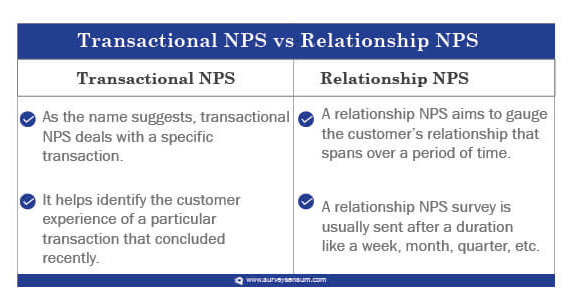 Transactional NPS vs Relationship NPS
Transactional NPS
Relationship NPS
As the name suggests, transactional
NPS deals with a specific
transaction.
A relationship NPS aims to gauge
the customer's relationship that
spans over a period of time.
It helps identify the customer
experience of a particular
transaction that concluded
recently.
A relationship NPS survey is
usually sent after a duration
like a week, month, quarter, etc.
www.surveysensum.com